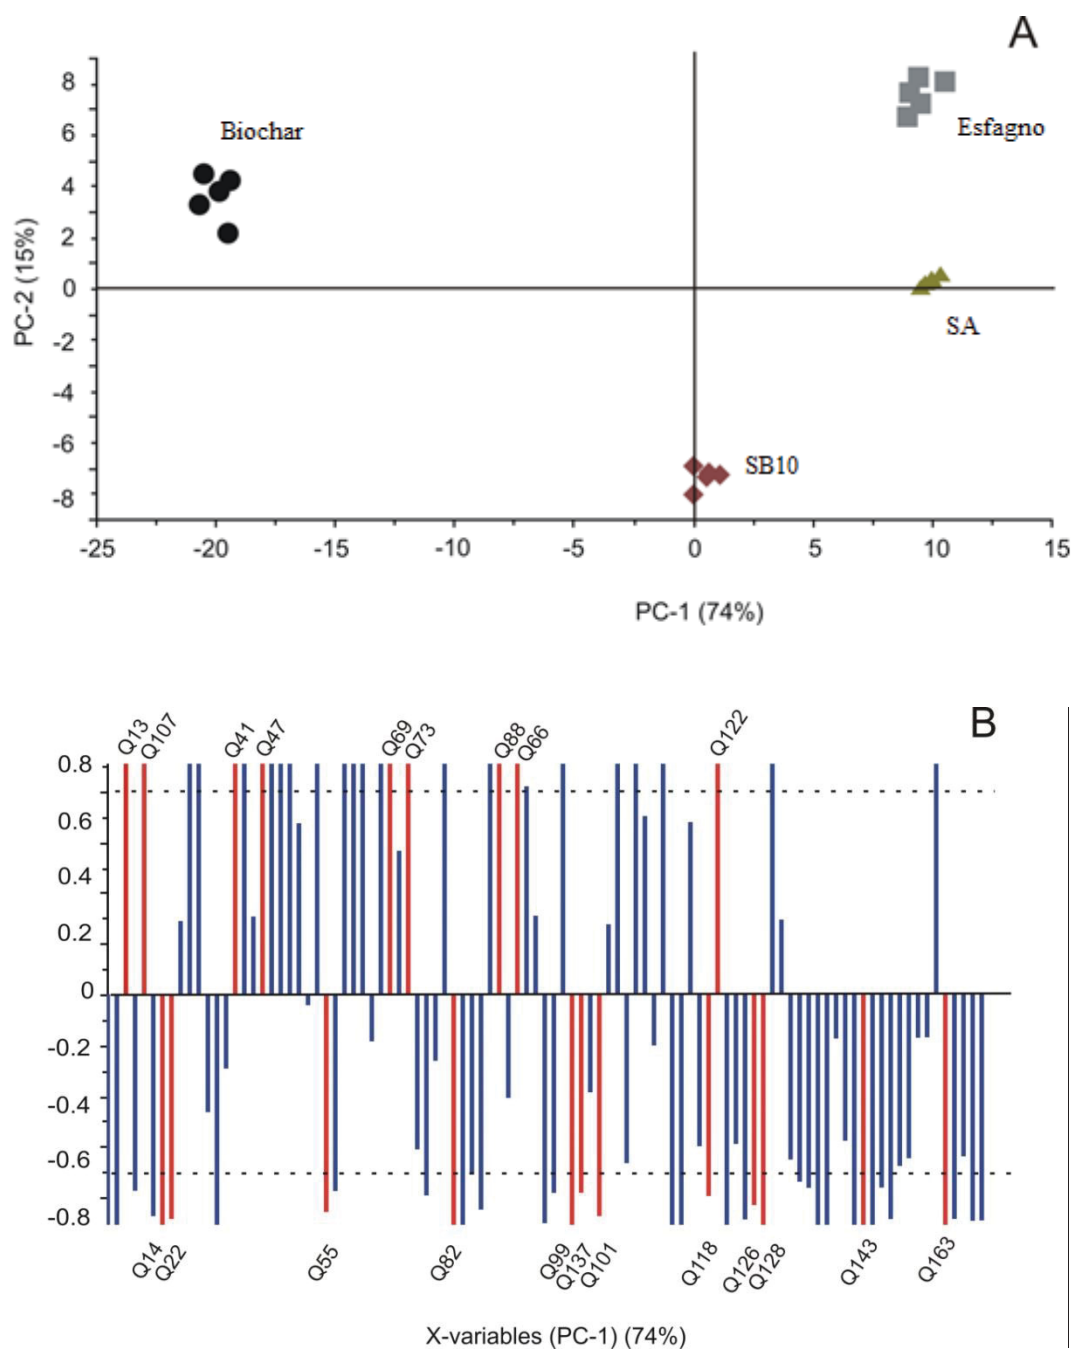 A
8
6
4
2
0
-2
-4
-6
-8
PC-2 (15%)
Biochar
Esfagno
SA
SB10
-25 -20 -15 -10 -5 0 5 10 15
PC-1 (74%)
B
Q13 Q107 Q41 Q47 Q69 Q73 Q88 Q66 Q122
0.8
0.6
0.4
0.2
0
-0.2
-0.4
-0.6
-0.8
Q14 Q22 Q55 Q82 Q99 Q137 Q101 Q118 Q126 Q128 Q143 Q163
X-variables (PC-1) (74%)